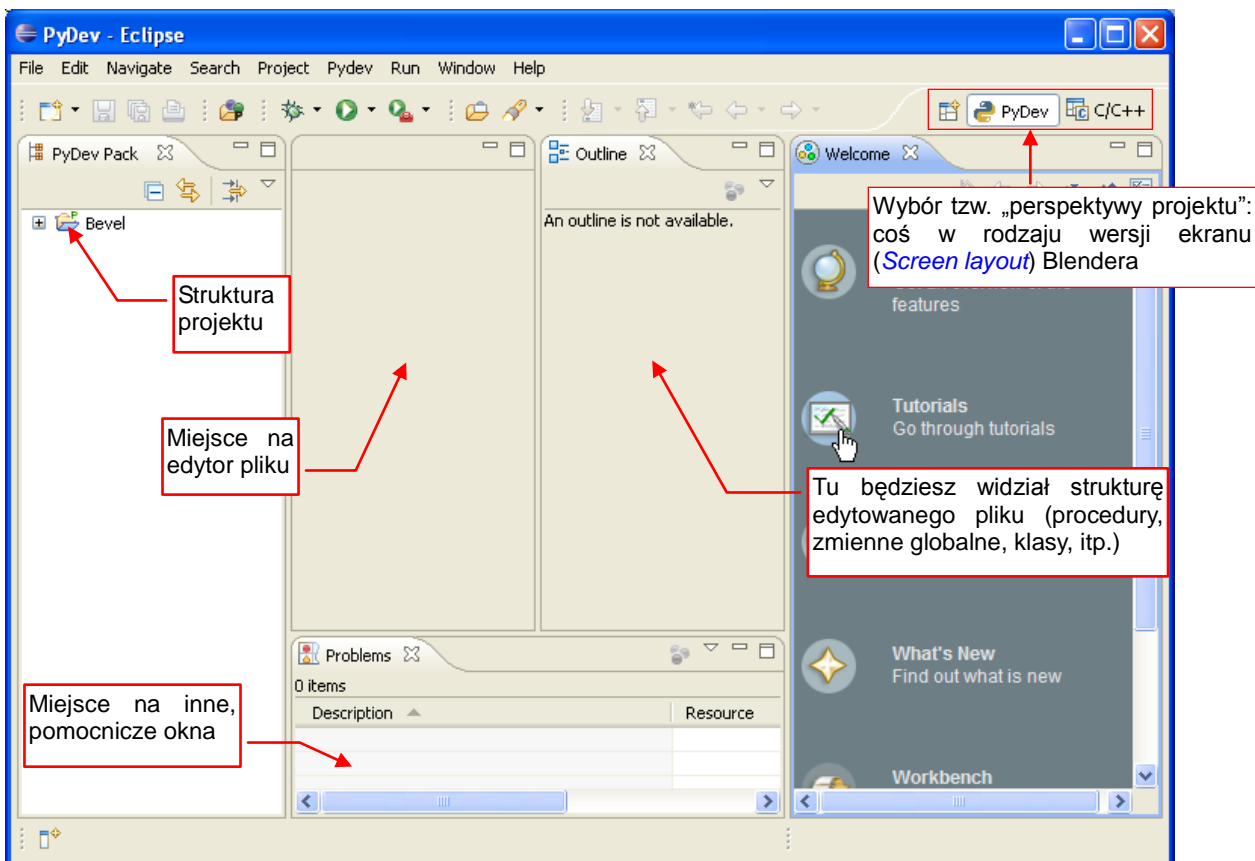 PyDev - Eclipse
File Edit Navigate Search Project Pydev Run Window Help
PyDev C/C++
PyDev Pack
Outline
Welcome
Bevel
An outline is not available.
Wybór tzw. „perspektywy projektu”:
coś w rodzaju wersji ekranu
(Screen layout) Blendera
features
Struktura
projektu
Miejsce na
edytor pliku
Tutorials
Go through tutorials
Tu będziesz widział strukturę
edytowanego pliku (procedury,
zmienne globalne, klasy, itp.)
Problems
0 items
Description Resource
What's New
Find out what is new
Miejsce na inne,
pomocnicze okna
Workbench